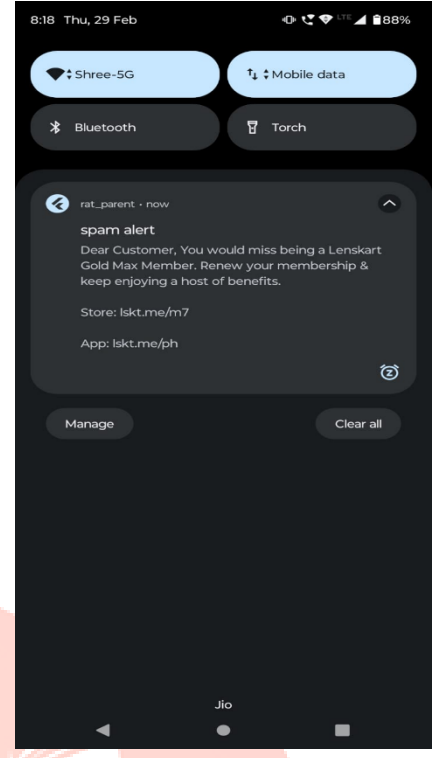 8:18 Thu, 29 Feb LTE 88%
Shree-5G Mobile data
Bluetooth Torch
rat_parent • now
spam alert
Dear Customer, You would miss being a Lenskart
Gold Max Member. Renew your membership &
keep enjoying a host of benefits.
Store: lskt.me/m7
App: lskt.me/ph
Manage Clear all
Jio